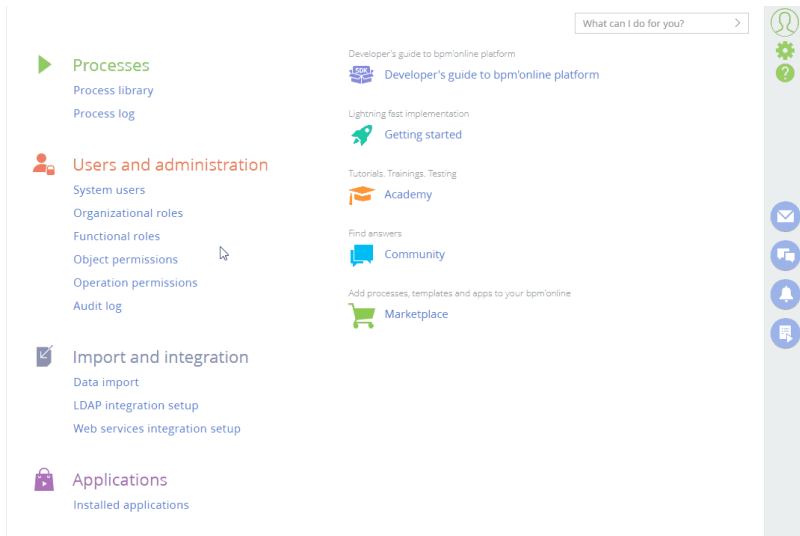 What can I do for you?
Processes
Process library
Process log
Users and administration
System users
Organizational roles
Functional roles
Object permissions
Operation permissions
Audit log
Import and integration
Data import
LDAP integration setup
Web services integration setup
Applications
Installed applications
Developer's guide to bpm'online platform
SDK
Developer's guide to bpm'online platform
Lightning fast implementation
Getting started
Tutorials. Trainings. Testing
Academy
Find answers
Community
Add processes, templates and apps to your bpm'online
Marketplace
?